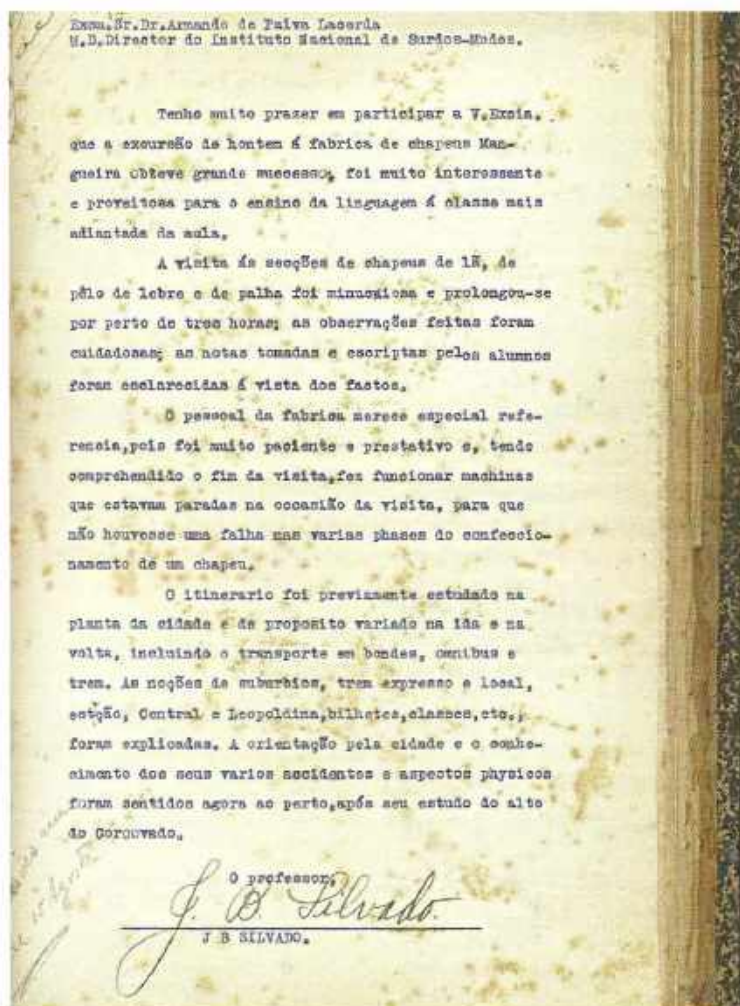 Exmo.Sr.Dr.Armando de Paiva Lacerda
M.D.Director do Instituto Nacional de Surdos-Mudos.
Tenho muito prazer em participar a V.Excia.
que a excursão de hontem á fabrica de chapeus Man-
gueira obteve grande successo, foi muito interessante
e proveitosa para o ensino da linguagem á classe mais
adiantada da aula.
A visita ás secções de chapeus de lã, de
pêlo de lebre e de palha foi minuciosa e prolongou-se
por perto de tres horas; as observações feitas foram
cuidadosas; as notas tomadas e escriptas pelos alumnos
foram esclarecidas á vista dos factos.
O pessoal da fabrica merece especial refe-
rencia,pois foi muito paciente e prestativo e, tendo
comprehendido o fim da visita,fez funcionar machinas
que estavam paradas na occasião da visita, para que
não houvesse uma falha nas varias phases do confeccio-
namento de um chapeu.
O itinerario foi previamente estudado na
planta da cidade e de proposito variado na ida e na
volta, incluindo o transporte em bondes, omnibus e
trem. As noções de suburbios, trem expresso e local,
estção, Central e Leopoldina,bilhetes,classes,etc.,
foram explicadas. A orientação pela cidade e o conhe-
cimento dos seus varios accidentes e aspectos physicos
foram sentidos agora ao perto,após seu estudo do alto
do Corcovado.
O professor,
J. B. Silvado.
J B SILVADO.